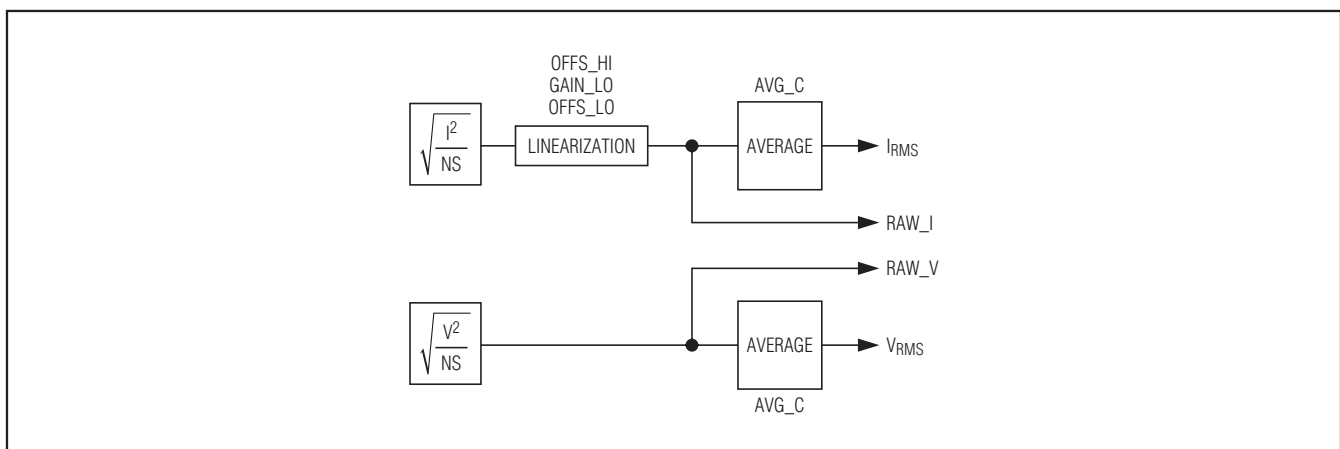 OFFS_HI
GAIN_LO
OFFS_LO
AVG_C
√(I²/NS)
LINEARIZATION
AVERAGE
IRMS
RAW_I
RAW_V
√(V²/NS)
AVERAGE
VRMS
AVG_C